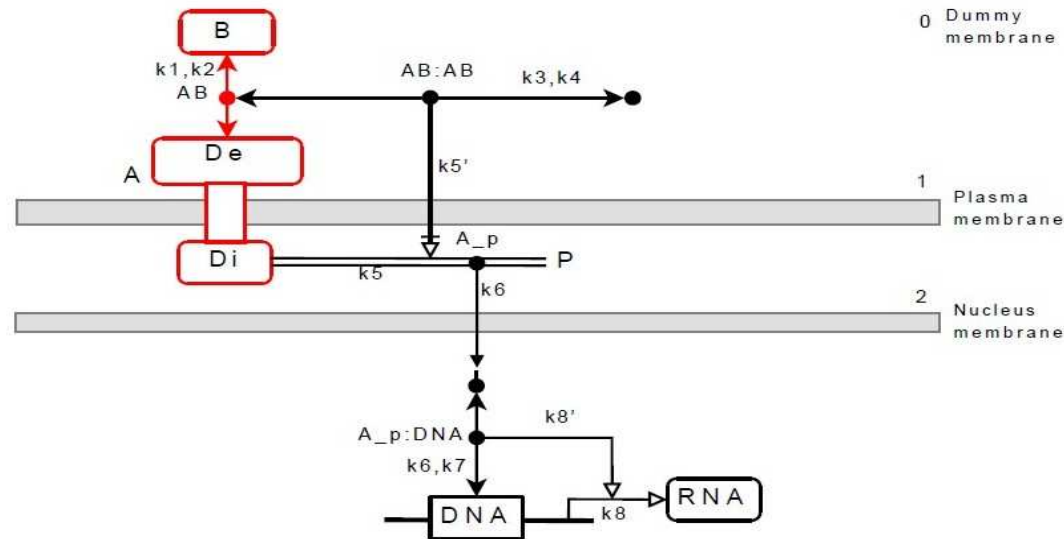 B
0 Dummy
membrane
k1,k2
AB
AB:AB
k3,k4
De
A
k5'
1
Plasma
membrane
A_p
Di
k5
P
k6
2
Nucleus
membrane
A_p:DNA
k8'
k6,k7
DNA
k8
RNA